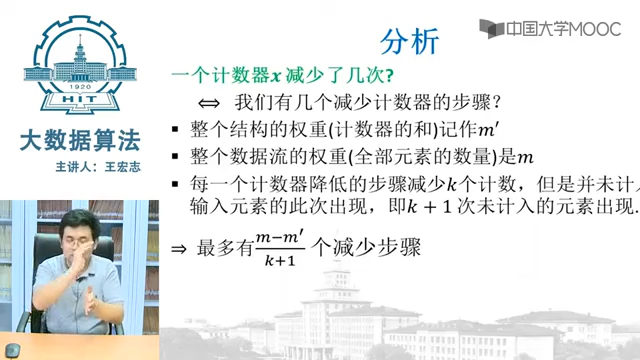 分析
中国大学MOOC
1920
HIT
大数据算法
主讲人：王宏志
一个计数器x 减少了几次?
⟺ 我们有几个减少计数器的步骤?
▪ 整个结构的权重(计数器的和)记作m′
▪ 整个数据流的权重(全部元素的数量)是m
▪ 每一个计数器降低的步骤减少k个计数，但是并未计入
输入元素的此次出现，即k + 1 次未计入的元素出现.
⇒ 最多有 (m−m′)/(k+1) 个减少步骤